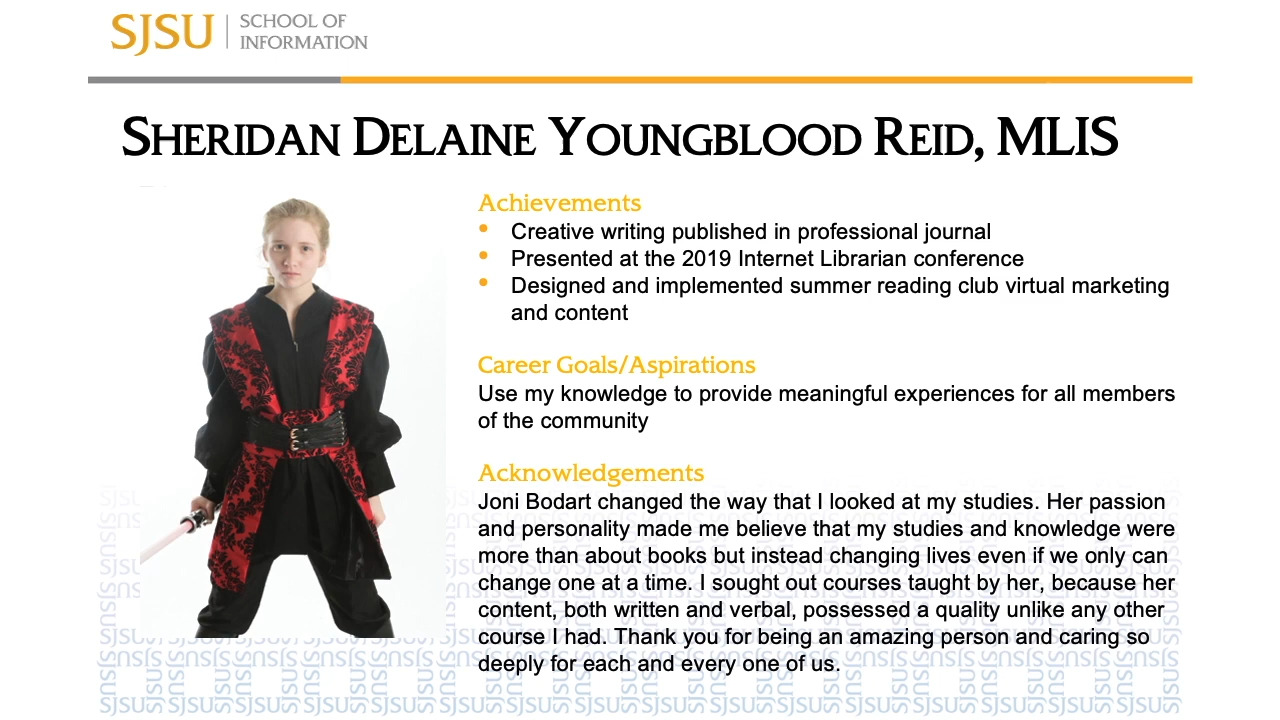 SJSU SCHOOL OF
INFORMATION
SHERIDAN DELAINE YOUNGBLOOD REID, MLIS
Achievements
• Creative writing published in professional journal
• Presented at the 2019 Internet Librarian conference
• Designed and implemented summer reading club virtual marketing
and content
Career Goals/Aspirations
Use my knowledge to provide meaningful experiences for all members
of the community
Acknowledgements
Joni Bodart changed the way that I looked at my studies. Her passion
and personality made me believe that my studies and knowledge were
more than about books but instead changing lives even if we only can
change one at a time. I sought out courses taught by her, because her
content, both written and verbal, possessed a quality unlike any other
course I had. Thank you for being an amazing person and caring so
deeply for each and every one of us.